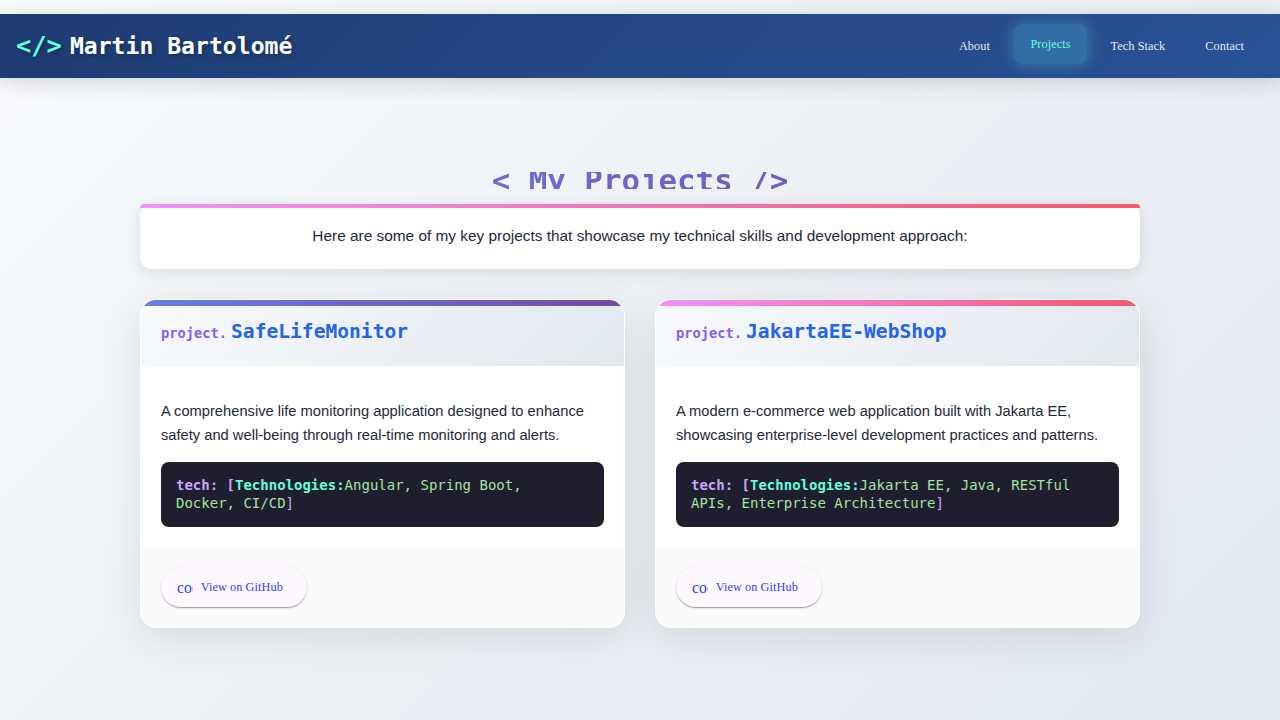 </> Martin Bartolomé
About
Projects
Tech Stack
Contact
< My Projects />
Here are some of my key projects that showcase my technical skills and development approach:
project. SafeLifeMonitor
A comprehensive life monitoring application designed to enhance
safety and well-being through real-time monitoring and alerts.
tech: [Technologies:Angular, Spring Boot,
Docker, CI/CD]
co View on GitHub
project. JakartaEE-WebShop
A modern e-commerce web application built with Jakarta EE,
showcasing enterprise-level development practices and patterns.
tech: [Technologies:Jakarta EE, Java, RESTful
APIs, Enterprise Architecture]
co View on GitHub